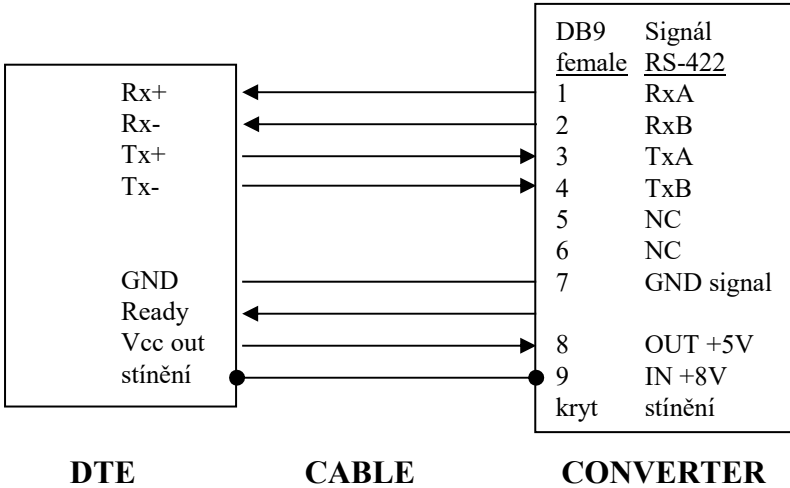 DB9 Signál
female RS-422
Rx+ 1 RxA
Rx- 2 RxB
Tx+ 3 TxA
Tx- 4 TxB
5 NC
6 NC
GND 7 GND signal
Ready
Vcc out 8 OUT +5V
stínění 9 IN +8V
kryt stínění
DTE CABLE CONVERTER